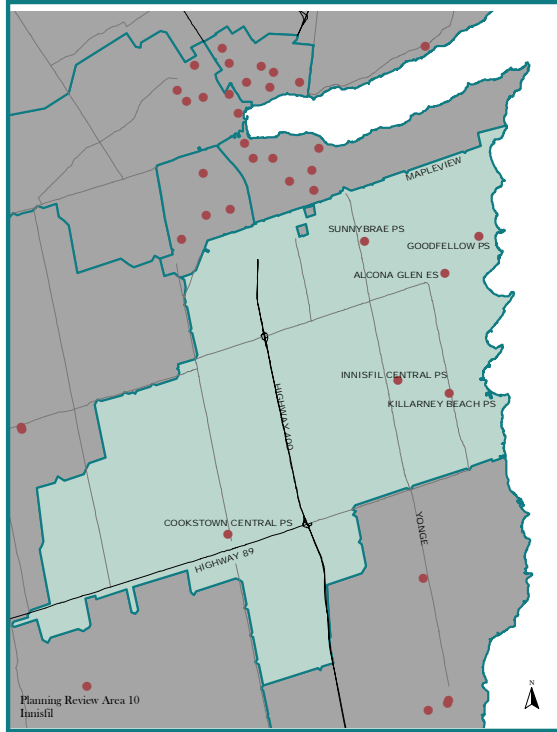 MAPLEVIEW
SUNNYBRAE PS
GOODFELLOW PS
ALCONA GLEN ES
INNISFIL CENTRAL PS
KILLARNEY BEACH PS
HIGHWAY 400
COOKSTOWN CENTRAL PS
YONGE
HIGHWAY 89
Planning Review Area 10
Innisfil
N